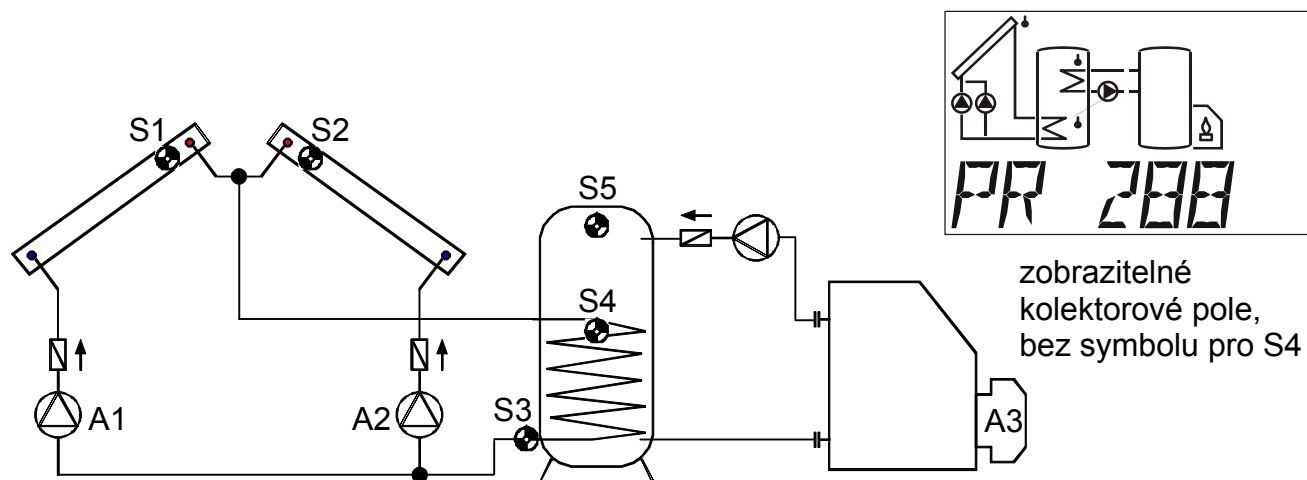 S1
S2
S5
S4
S3
A1
A2
A3
PR 288
zobrazitelné
kolektorové pole,
bez symbolu pro S4